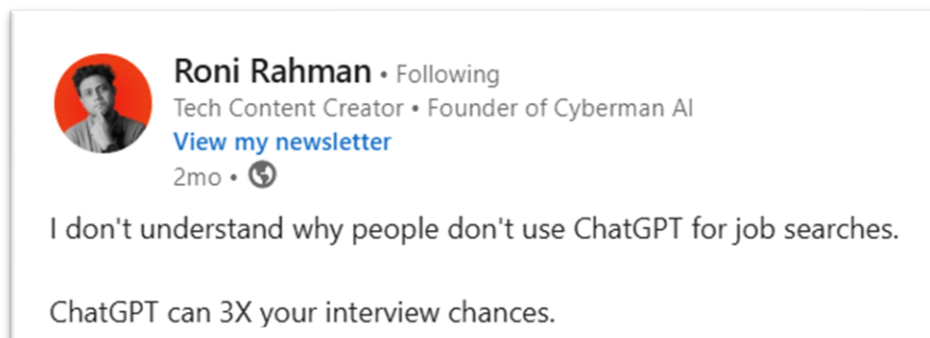 Roni Rahman • Following
Tech Content Creator • Founder of Cyberman AI
View my newsletter
2mo •
I don't understand why people don't use ChatGPT for job searches.
ChatGPT can 3X your interview chances.